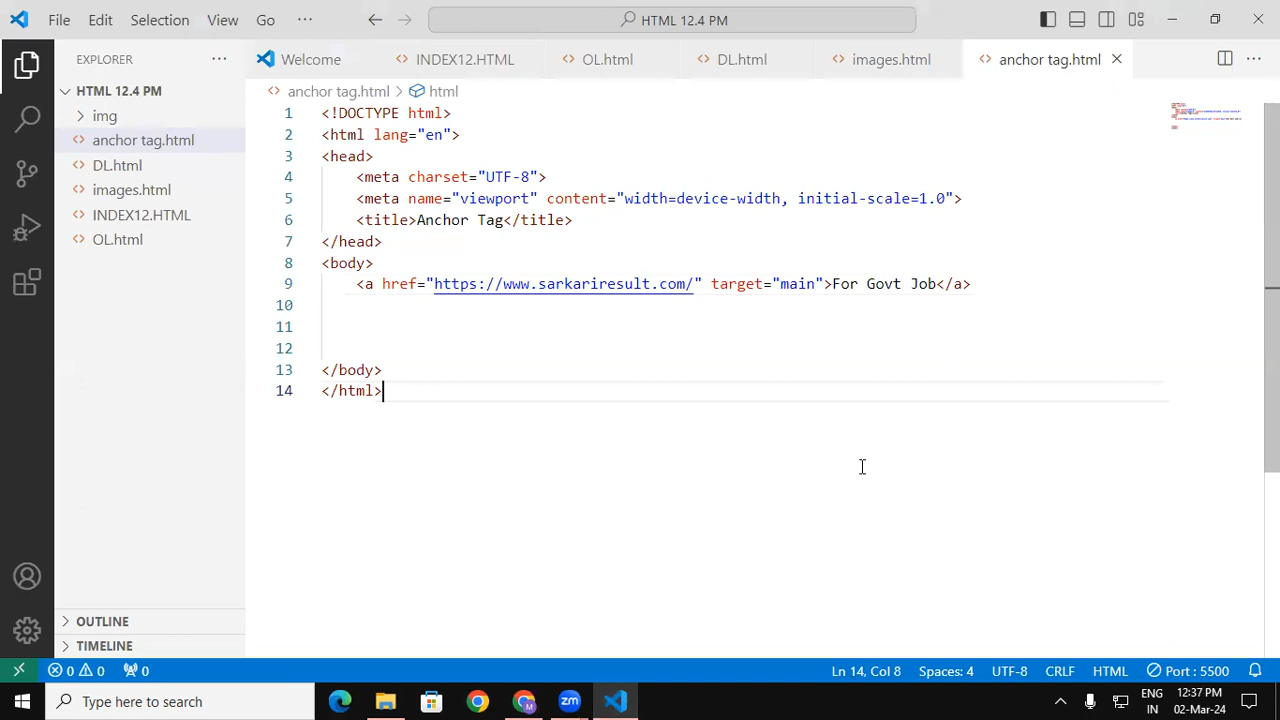 File Edit Selection View Go ··· HTML 12.4 PM
EXPLORER ···
Welcome INDEX12.HTML OL.html DL.html images.html anchor tag.html
HTML 12.4 PM
anchor tag.html > html
img
anchor tag.html
DL.html
images.html
INDEX12.HTML
OL.html
1 <!DOCTYPE html>
2 <html lang="en">
3 <head>
4 <meta charset="UTF-8">
5 <meta name="viewport" content="width=device-width, initial-scale=1.0">
6 <title>Anchor Tag</title>
7 </head>
8 <body>
9 <a href="https://www.sarkariresult.com/" target="main">For Govt Job</a>
10
11
12
13 </body>
14 </html>
OUTLINE
TIMELINE
0 0 0 Ln 14, Col 8 Spaces: 4 UTF-8 CRLF HTML Port : 5500
Type here to search
zm
M
ENG
IN
12:37 PM
02-Mar-24